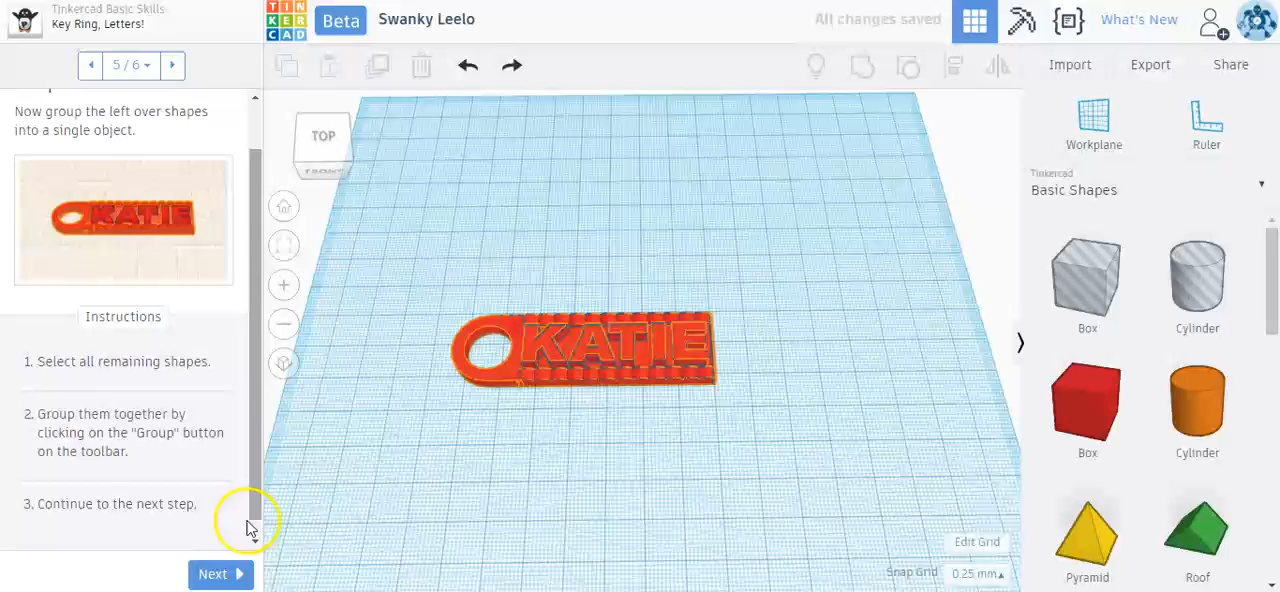 Tinkercad Basic Skills
Key Ring, Letters!
TIN
KER
CAD
Beta
Swanky Leelo
All changes saved
What's New
5 / 6
Import
Export
Share
Now group the left over shapes
into a single object.
KATIE
Instructions
1. Select all remaining shapes.
2. Group them together by
clicking on the "Group" button
on the toolbar.
3. Continue to the next step.
Next
TOP
FRONT
KATIE
Edit Grid
Snap Grid
0.25 mm
Workplane
Ruler
Tinkercad
Basic Shapes
Box
Cylinder
Box
Cylinder
Pyramid
Roof